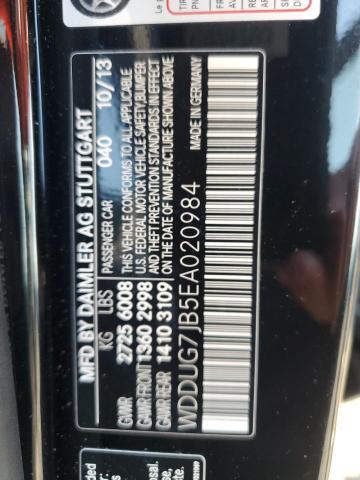 MFD BY DAIMLER AG STUTTGART
PASSENGER CAR 040 10/13
KG LBS
GVWR 2725 6008
GAWR FRONT 1360 2998
GAWR REAR 1410 3109
THIS VEHICLE CONFORMS TO ALL APPLICABLE
U.S. FEDERAL MOTOR VEHICLE SAFETY,BUMPER
AND THEFT PREVENTION STANDARDS IN EFFECT
ON THE DATE OF MANUFACTURE SHOWN ABOVE
MADE IN GERMANY
WDDUG7JB5EA020984